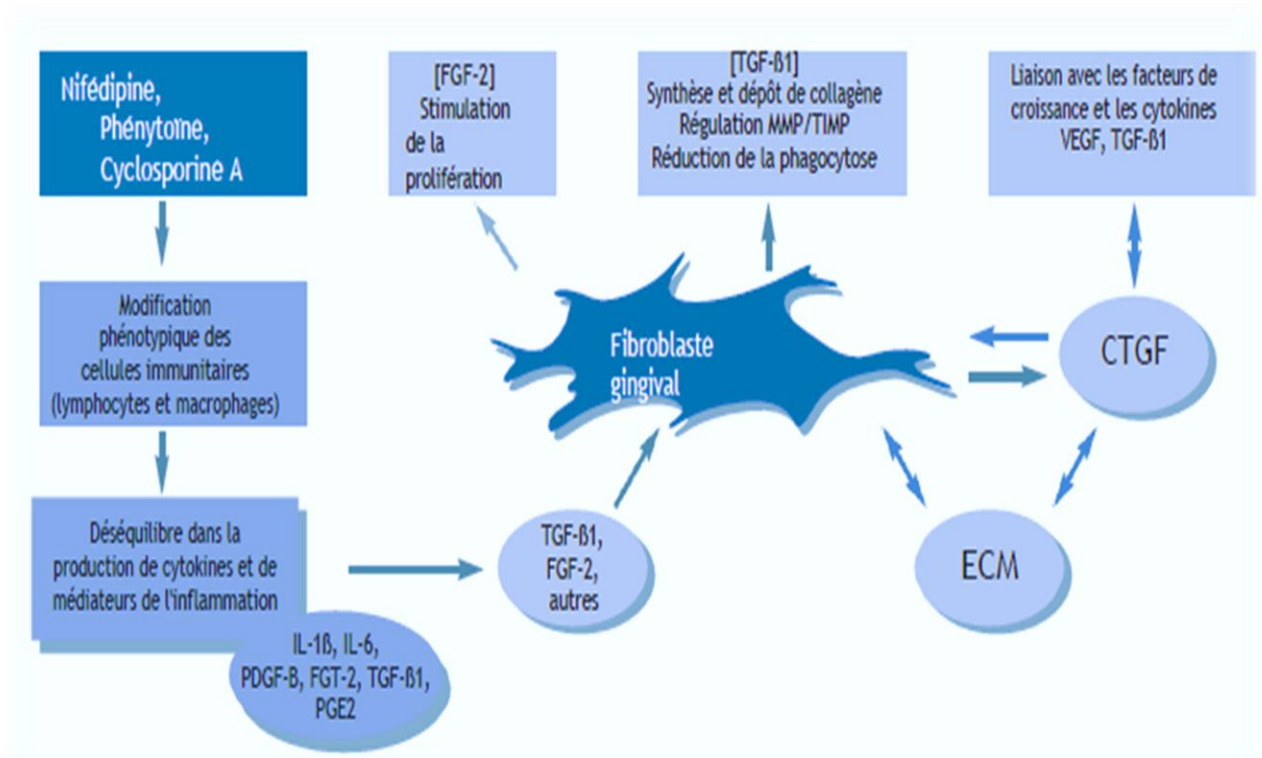 Nifédipine,
Phénytoïne,
Cyclosporine A
[FGF-2]
Stimulation
de la
prolifération
[TGF-ß1]
Synthèse et dépôt de collagène
Régulation MMP/TIMP
Réduction de la phagocytose
Liaison avec les facteurs de
croissance et les cytokines
VEGF, TGF-ß1
Modification
phénotypique des
cellules immunitaires
(lymphocytes et macrophages)
Fibroblaste
gingival
CTGF
Déséquilibre dans la
production de cytokines et de
médiateurs de l'inflammation
TGF-ß1,
FGF-2,
autres
ECM
IL-1ß, IL-6,
PDGF-B, FGT-2, TGF-ß1,
PGE2